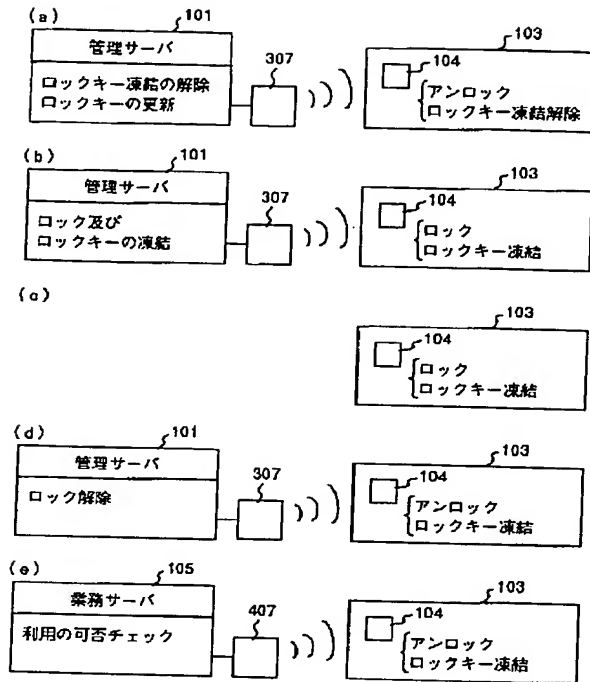 (a)
101
管理サーバ
ロックキー凍結の解除
ロックキーの更新
307
103
104
アンロック
ロックキー凍結解除
(b)
101
管理サーバ
ロック及び
ロックキーの凍結
307
103
104
ロック
ロックキー凍結
(c)
103
104
ロック
ロックキー凍結
(d)
101
管理サーバ
ロック解除
307
103
104
アンロック
ロックキー凍結
(e)
105
業務サーバ
利用の可否チェック
407
103
104
アンロック
ロックキー凍結